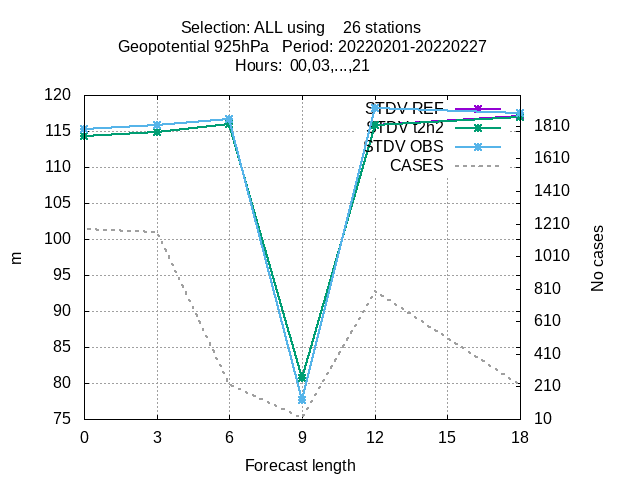 Selection: ALL using 26 stations
Geopotential 925hPa Period: 20220201-20220227
Hours: 00,03,...,21
120
115
110
105
100
95
90
85
80
75
m
STDV REF
STDV t2h2
STDV OBS
CASES
1810
1610
1410
1210
1010
810
610
410
210
10
No cases
0 3 6 9 12 15 18
Forecast length